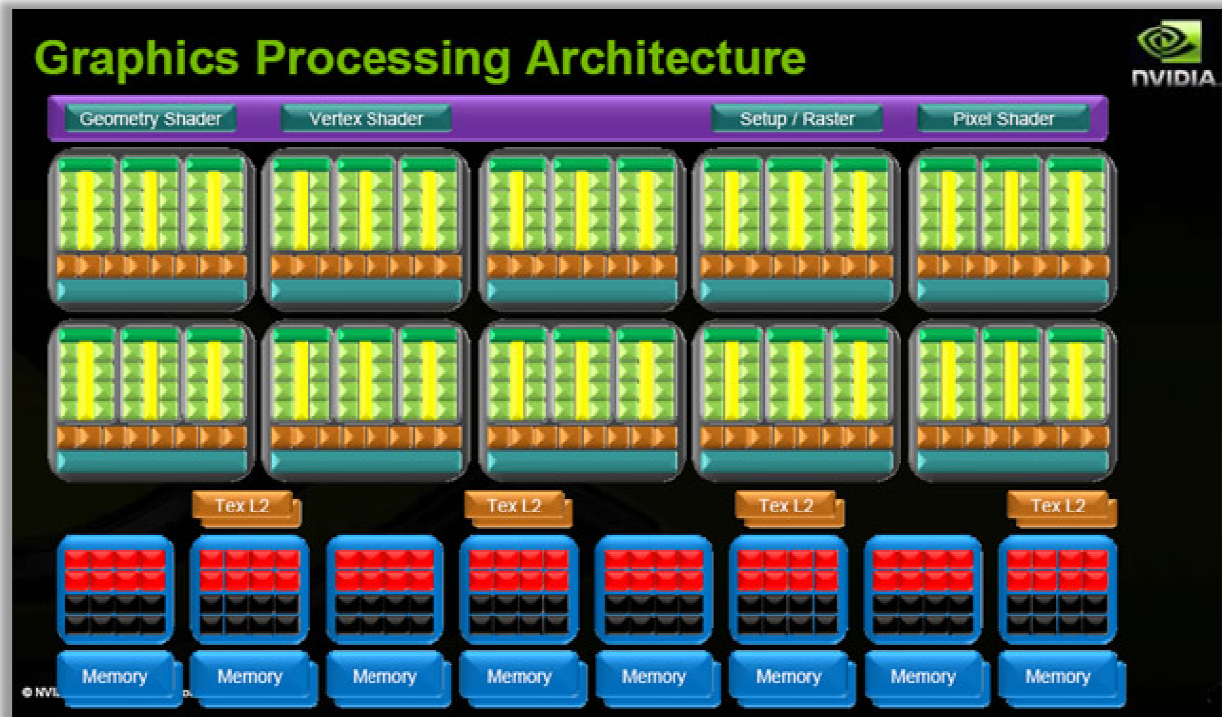 Graphics Processing Architecture
NVIDIA.
Geometry Shader Vertex Shader Setup / Raster Pixel Shader
Tex L2 Tex L2 Tex L2 Tex L2
Memory Memory Memory Memory Memory Memory Memory Memory
©